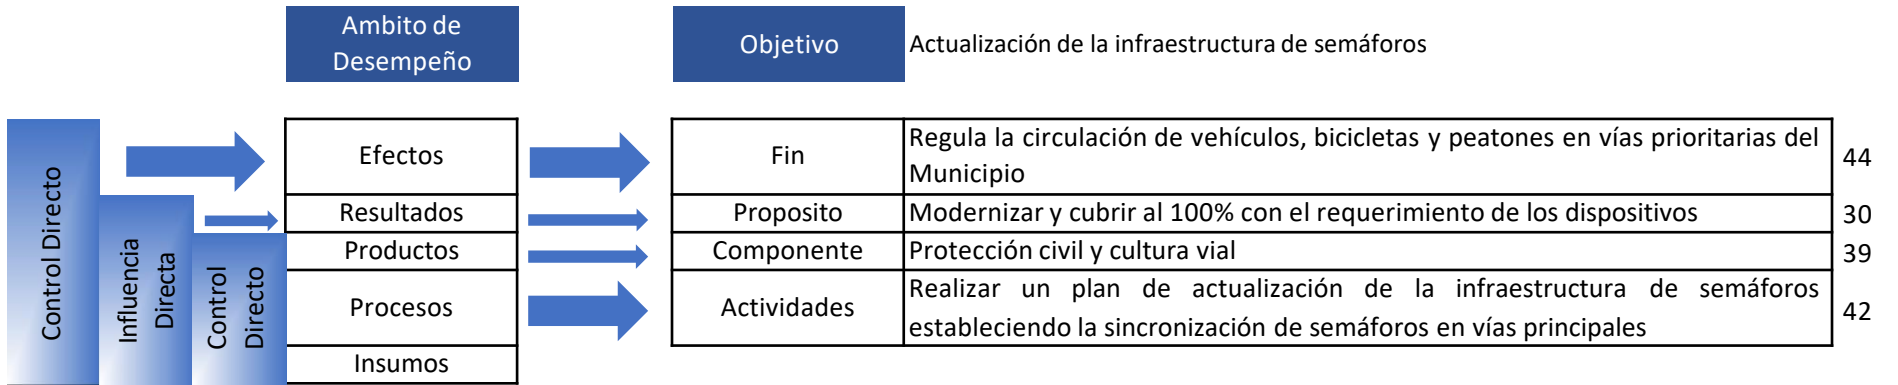 Ambito de
Desempeño
Objetivo
Actualización de la infraestructura de semáforos
Control Directo
Influencia
Directa
Control
Directo
Efectos
Fin
Regula la circulación de vehículos, bicicletas y peatones en vías prioritarias del
Municipio
44
Resultados
Proposito
Modernizar y cubrir al 100% con el requerimiento de los dispositivos
30
Productos
Componente
Protección civil y cultura vial
39
Procesos
Actividades
Realizar un plan de actualización de la infraestructura de semáforos
estableciendo la sincronización de semáforos en vías principales
42
Insumos